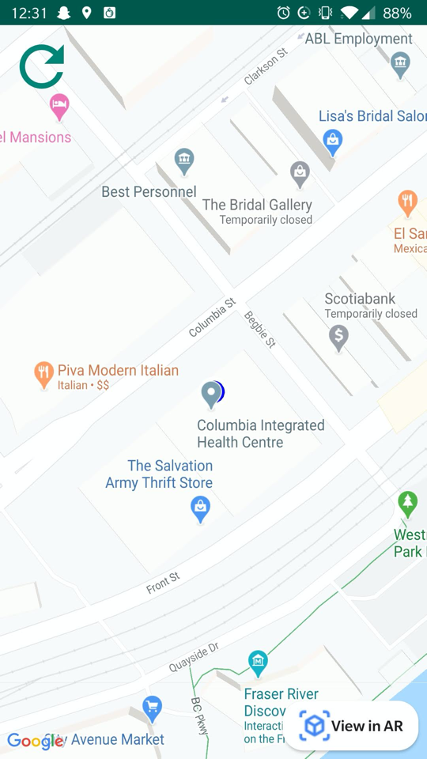 12:31
88%
ABL Employment
Clarkson St
Lisa's Bridal Salon
el Mansions
Best Personnel
The Bridal Gallery
Temporarily closed
El Sa
Mexica
Scotiabank
Temporarily closed
Columbia St
Begbie St
Piva Modern Italian
Italian • $$
Columbia Integrated
Health Centre
The Salvation
Army Thrift Store
West
Park
Front St
Quayside Dr
BC Pkwy
Fraser River
Discov
Interacti
on the Fr
View in AR
Google
y Avenue Market